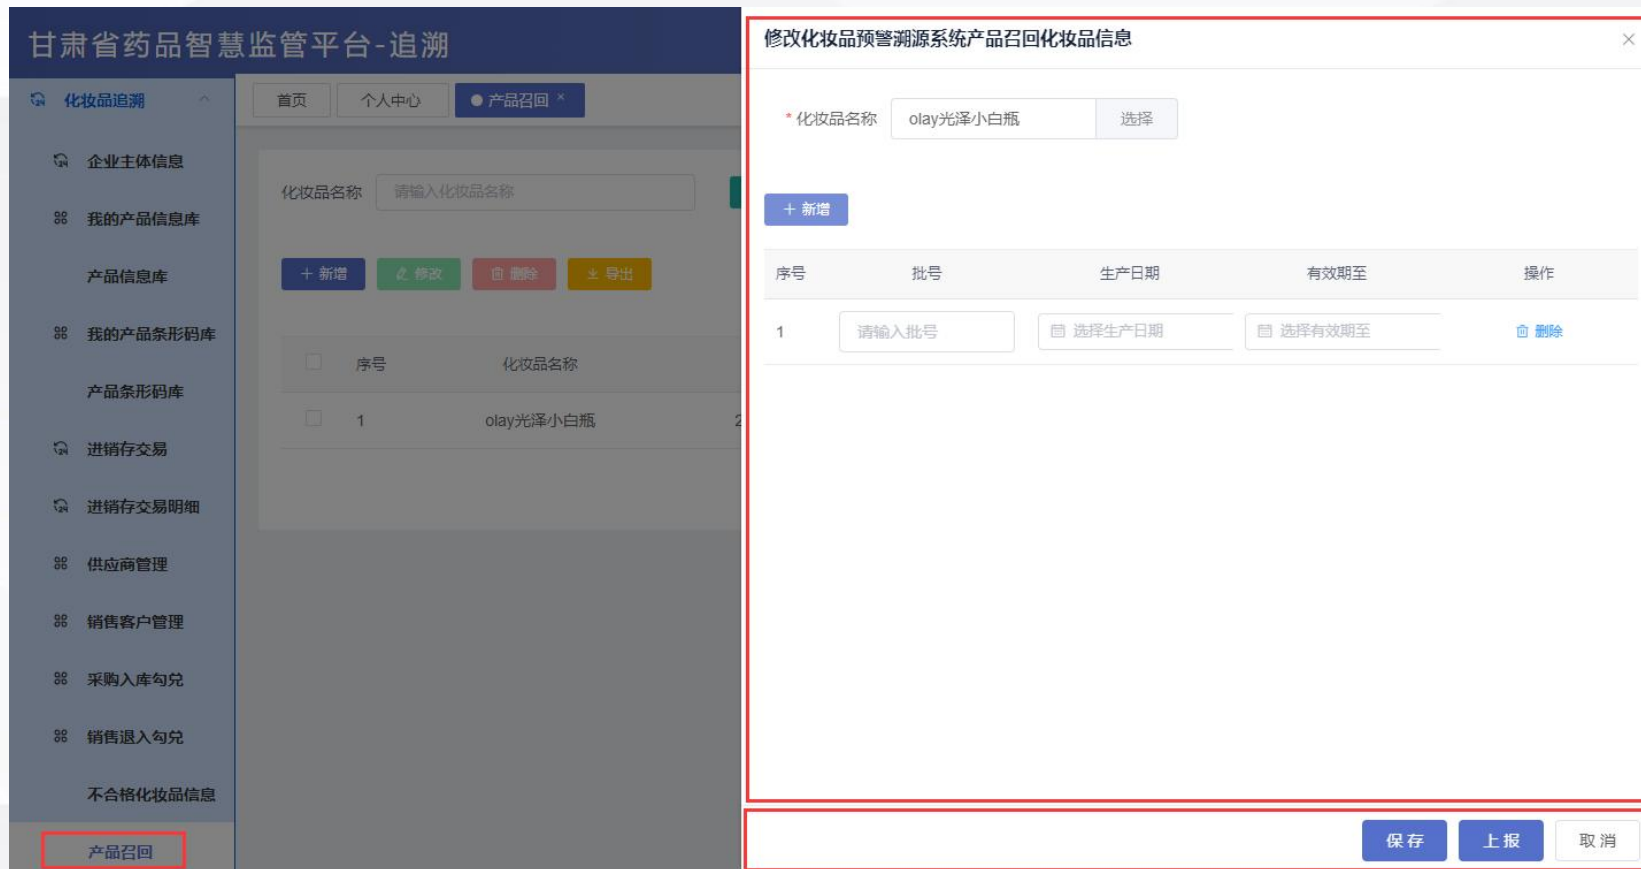 甘肃省药品智慧监管平台-追溯
化妆品追溯
企业主体信息
我的产品信息库
产品信息库
我的产品条形码库
产品条形码库
进销存交易
进销存交易明细
供应商管理
销售客户管理
采购入库勾兑
销售退入勾兑
不合格化妆品信息
产品召回
首页 个人中心 产品召回 ×
化妆品名称 请输入化妆品名称
+ 新增 修改 删除 导出
序号 化妆品名称
1 olay光泽小白瓶 2
修改化妆品预警溯源系统产品召回化妆品信息 ×
* 化妆品名称 olay光泽小白瓶 选择
+ 新增
序号 批号 生产日期 有效期至 操作
1 请输入批号 选择生产日期 选择有效期至 删除
保存 上报 取消